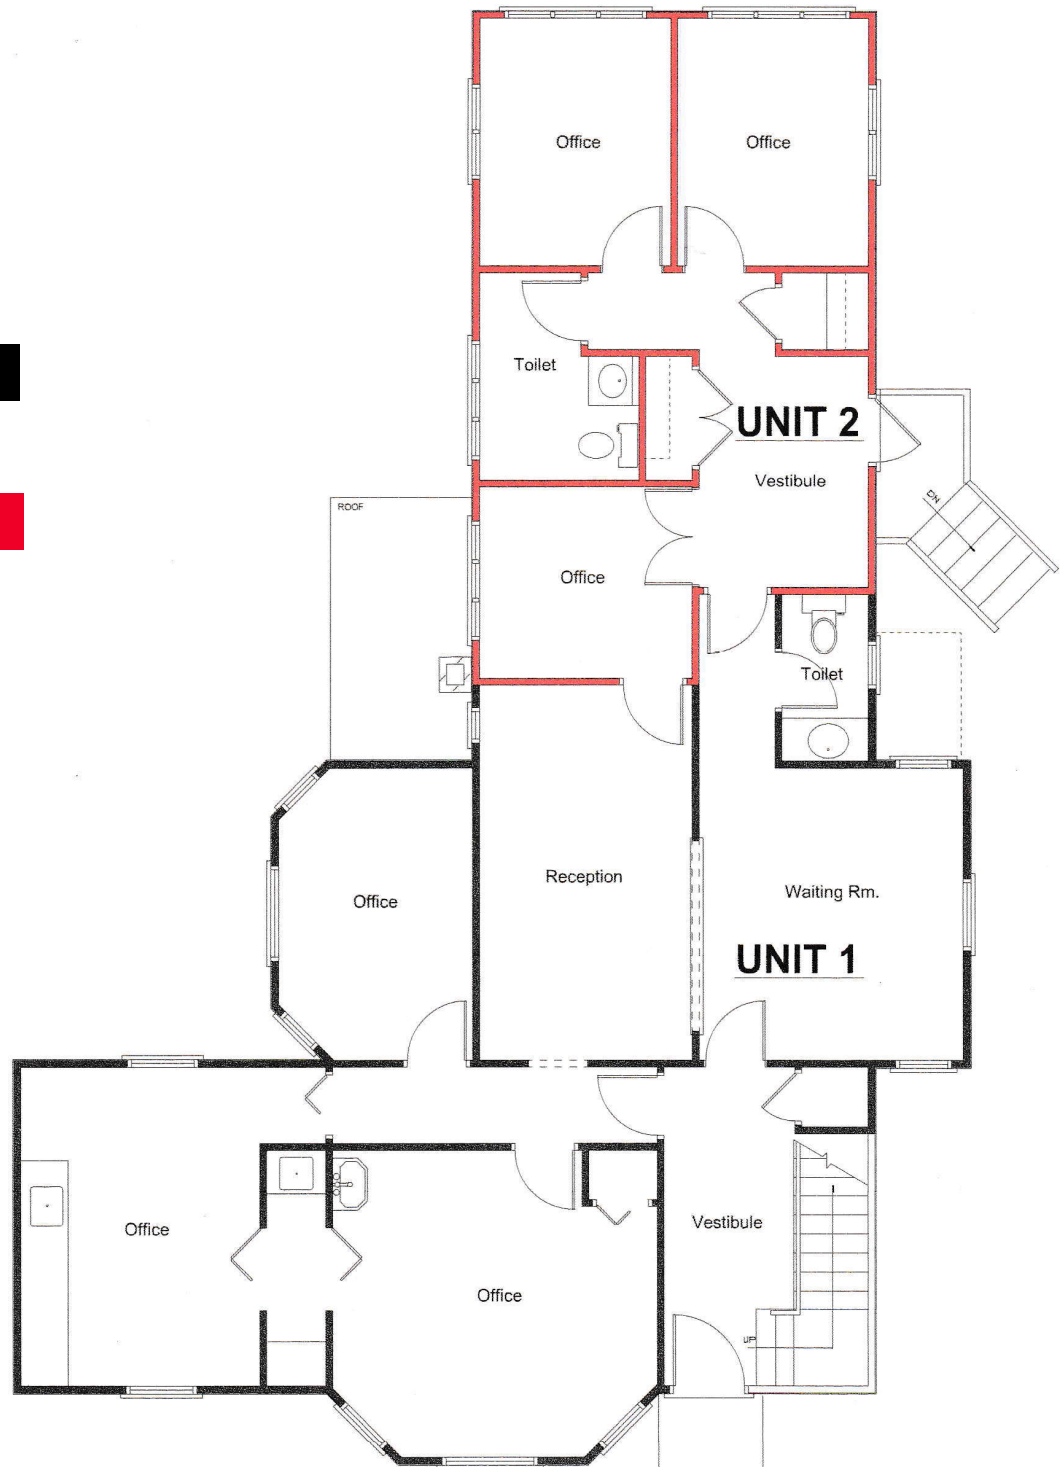 Office
Office
Toilet
UNIT 2
Vestibule
DN
ROOF
Office
Toilet
Reception
Office
Waiting Rm.
UNIT 1
Office
Vestibule
Office
UP